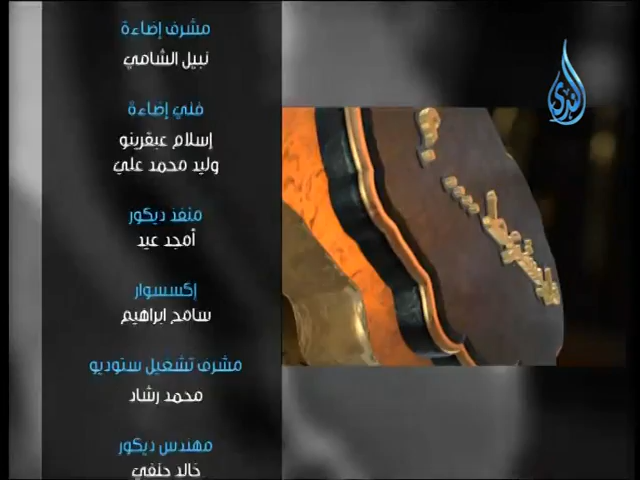 مشرف إضاءة
نبيل الشامي
فني إضاءة
إسلام عبقرينو
وليد محمد علي
منفذ ديكور
أمجد عيد
إكسسوار
سامح ابراهيم
مشرف تشغيل ستوديو
محمد رشاد
مهندس ديكور
خالد حنفي
الندى